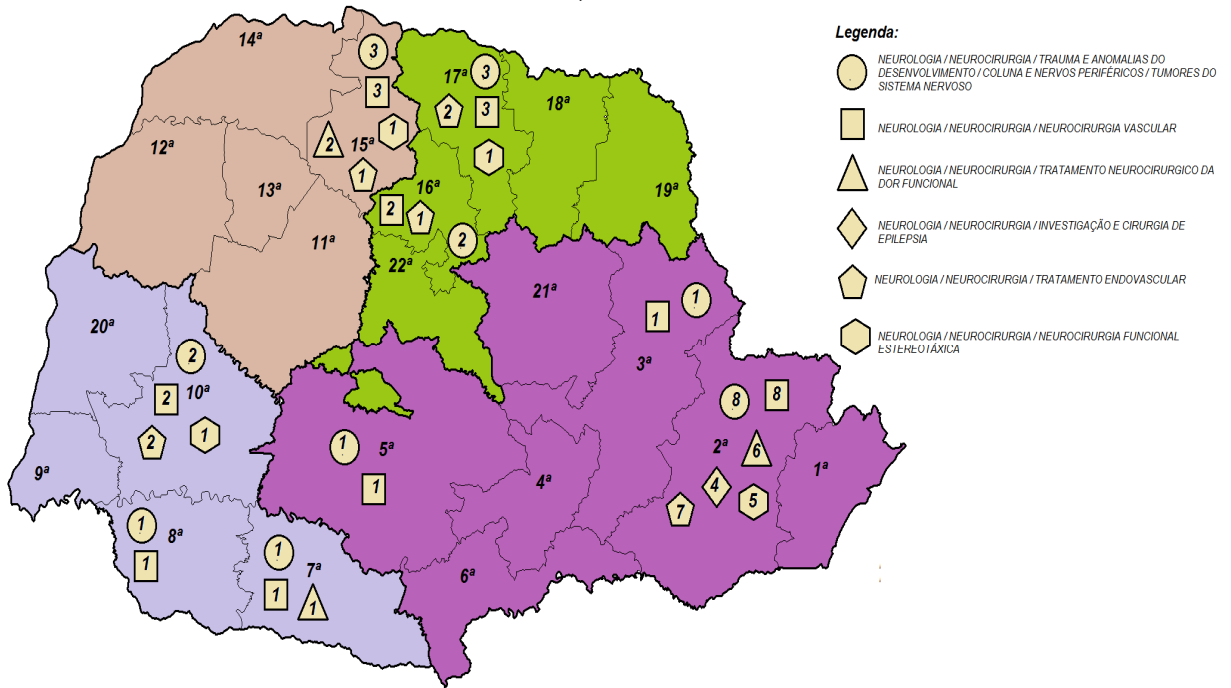 Legenda:
NEUROLOGIA / NEUROCIRURGIA / TRAUMA E ANOMALIAS DO
DESENVOLVIMENTO / COLUNA E NERVOS PERIFÉRICOS / TUMORES DO
SISTEMA NERVOSO
NEUROLOGIA / NEUROCIRURGIA / NEUROCIRURGIA VASCULAR
NEUROLOGIA / NEUROCIRURGIA / TRATAMENTO NEUROCIRURGICO DA
DOR FUNCIONAL
NEUROLOGIA / NEUROCIRURGIA / INVESTIGAÇÃO E CIRURGIA DE
EPILEPSIA
NEUROLOGIA / NEUROCIRURGIA / TRATAMENTO ENDOVASCULAR
NEUROLOGIA / NEUROCIRURGIA / NEUROCIRURGIA FUNCIONAL
ESTEREOTÁXICA
14ª
3
3
1
2
15ª
1
12ª
13ª
11ª
17ª
3
2
3
1
18ª
19ª
16ª
2
1
2
22ª
21ª
1
1
3ª
20ª
2
10ª
2
2
1
9ª
8
8
2ª
6
4
5
7
1ª
1
5ª
1
4ª
6ª
1
8ª
1
1
7ª
1
1